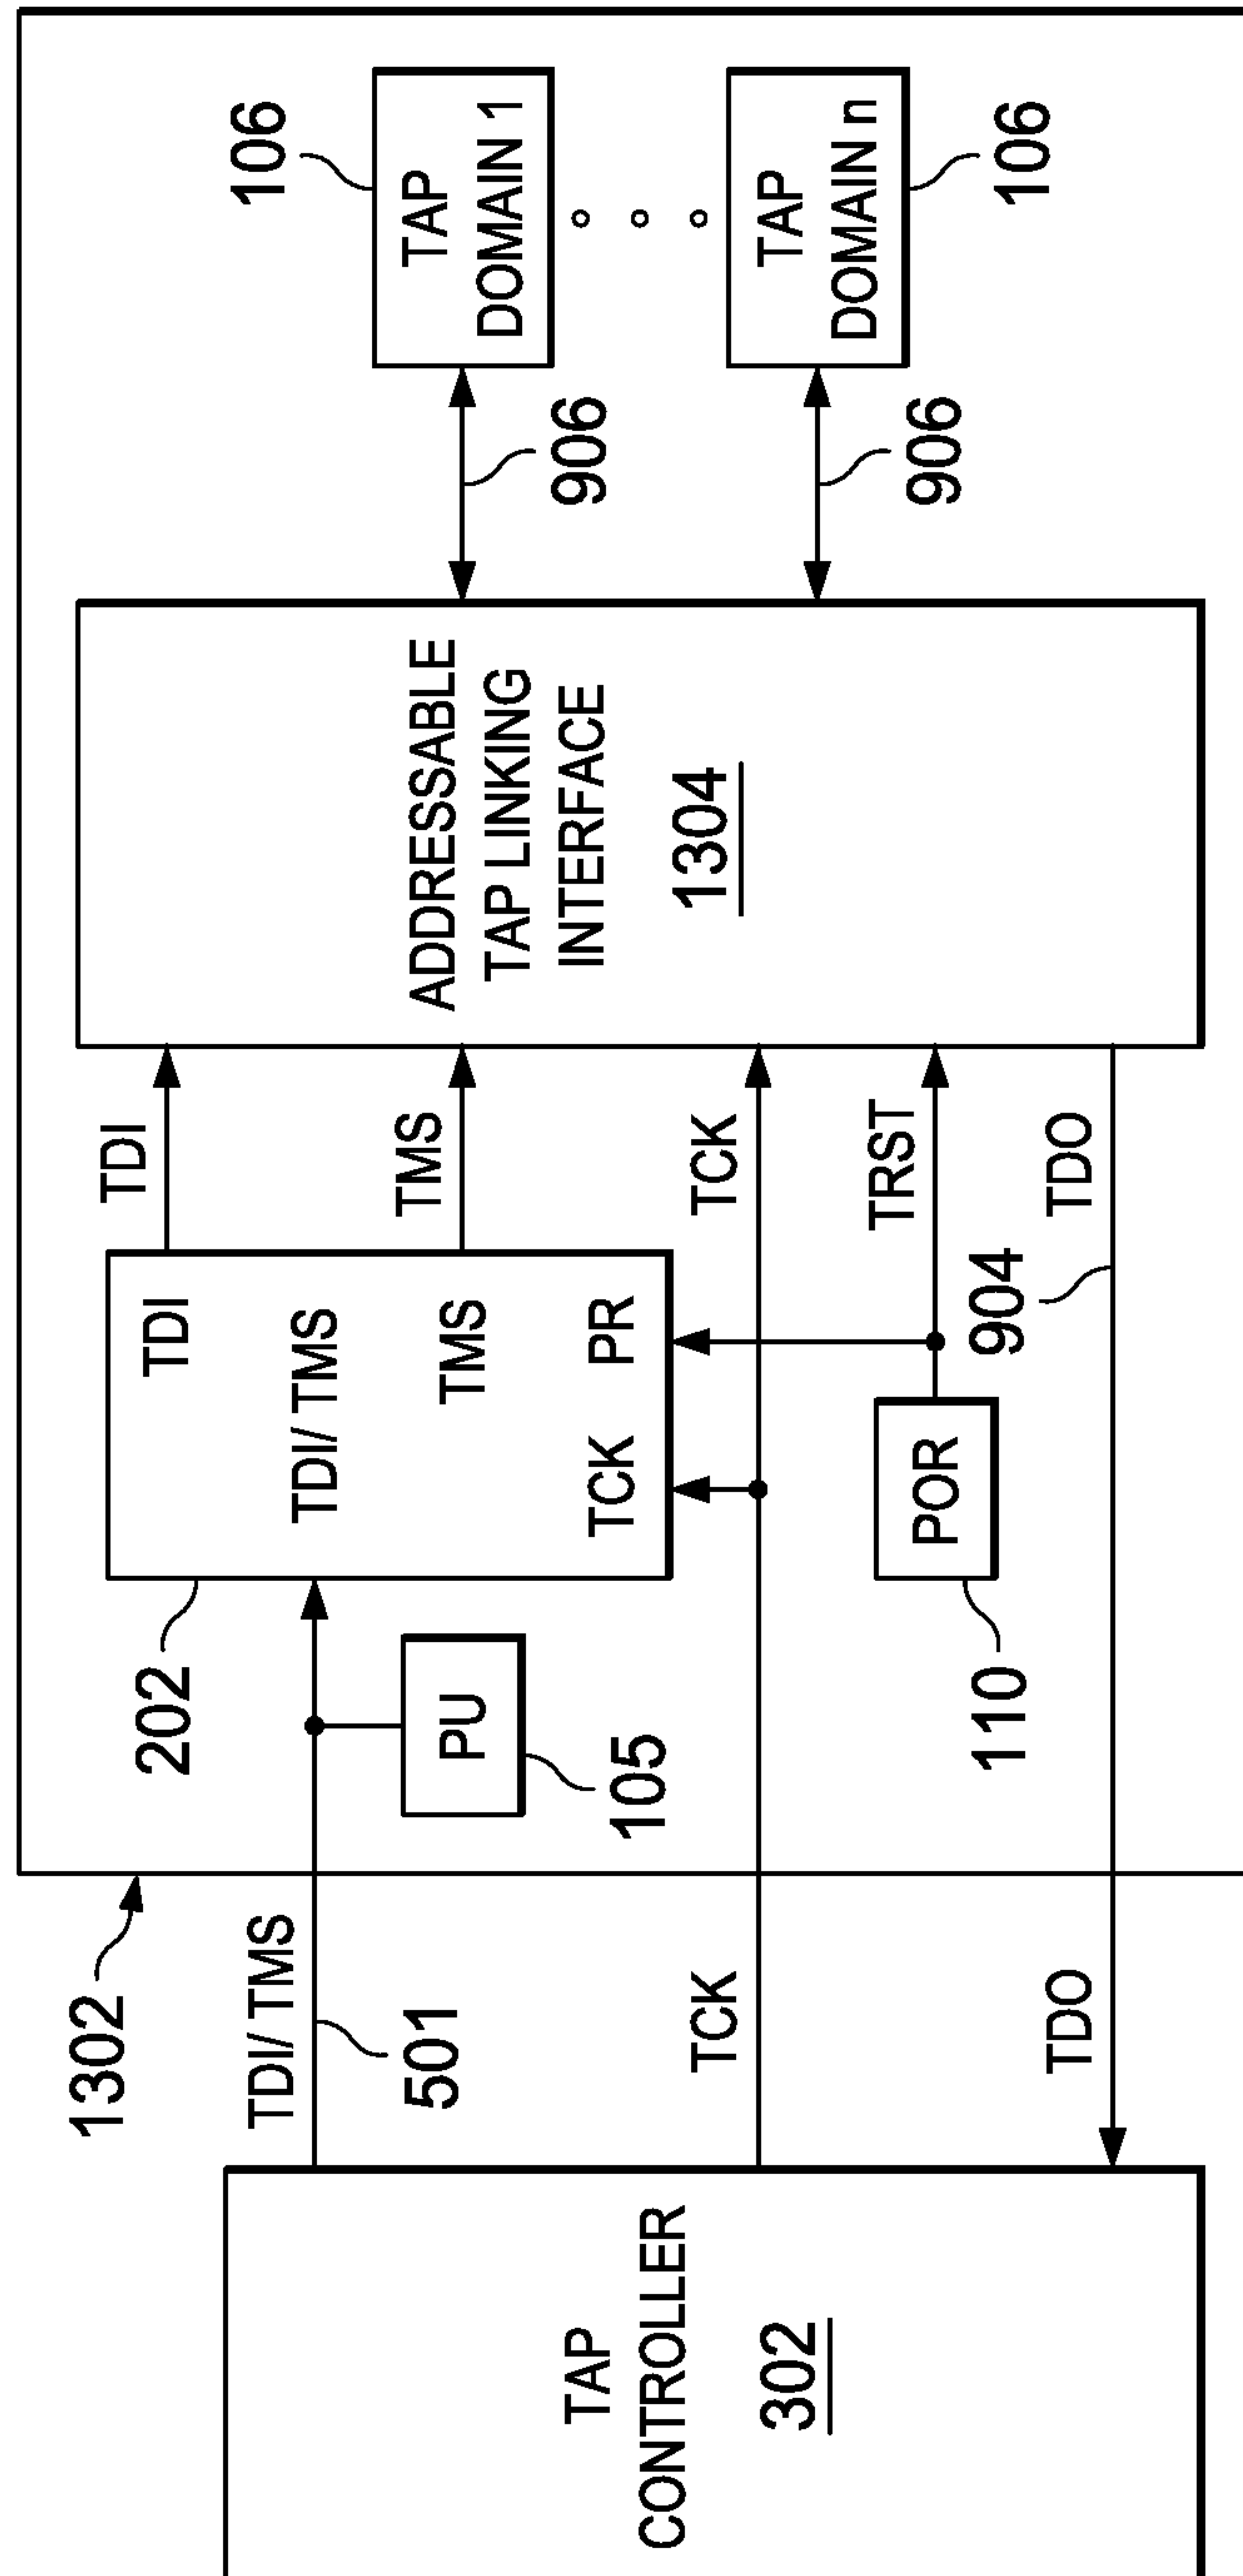 1302
TDI/ TMS
501
TCK
TDO
TAP
CONTROLLER
302
202
PU
105
TDI
TDI/ TMS
TMS
TCK PR
POR
110
TDI
TMS
TCK
TRST
904
TDO
ADDRESSABLE
TAP LINKING
INTERFACE
1304
906
906
106
TAP
DOMAIN 1
TAP
DOMAIN n
106